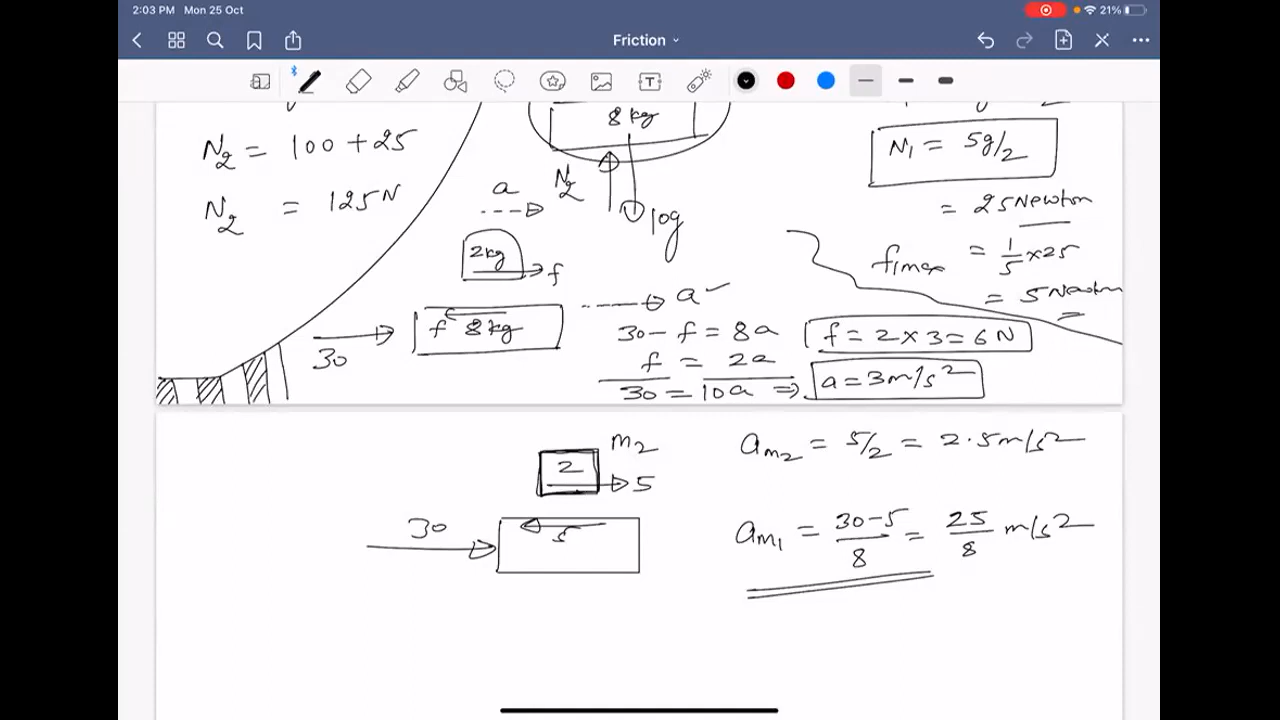 2:03 PM Mon 25 Oct
21%
Friction
N₂ = 100 + 25
N₂ = 125N
8 kg
N₂
10g
N₁ = 5g/2
= 25 Newton
f₁max = 1/5 × 25
= 5 Newton
a
2kg
f
f 8 kg
30
a
30 - f = 8a
f = 2a
30 = 10a ⇒ a = 3m/s²
f = 2 × 3 = 6 N
m₂
2
5
30
5
am₂ = 5/2 = 2.5m/s²
am₁ = 30-5/8 = 25/8 m/s²